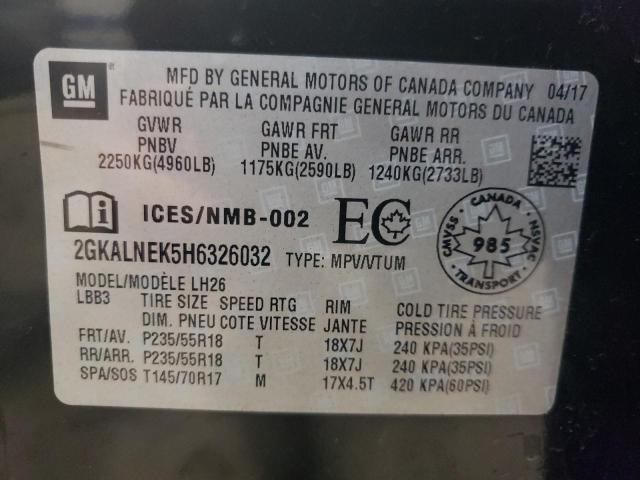 GM
MFD BY GENERAL MOTORS OF CANADA COMPANY 04/17
FABRIQUÉ PAR LA COMPAGNIE GENERAL MOTORS DU CANADA
GVWR GAWR FRT GAWR RR
PNBV PNBE AV. PNBE ARR.
2250KG(4960LB) 1175KG(2590LB) 1240KG(2733LB)
ICES/NMB-002 EC
CANADA CMVSS 985 NSVAC TRANSPORT
2GKALNEK5H6326032 TYPE: MPV/VTUM
MODEL/MODÈLE LH26
LBB3 TIRE SIZE SPEED RTG RIM COLD TIRE PRESSURE
DIM. PNEU COTE VITESSE JANTE PRESSION À FROID
FRT/AV. P235/55R18 T 18X7J 240 KPA(35PSI)
RR/ARR. P235/55R18 T 18X7J 240 KPA(35PSI)
SPA/SOS T145/70R17 M 17X4.5T 420 KPA(60PSI)